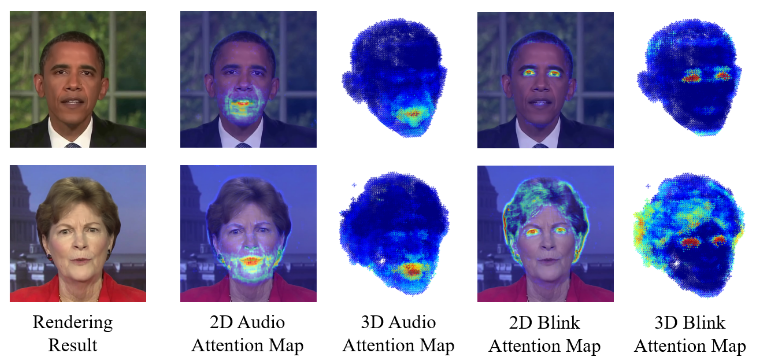 Rendering
Result
2D Audio
Attention Map
3D Audio
Attention Map
2D Blink
Attention Map
3D Blink
Attention Map